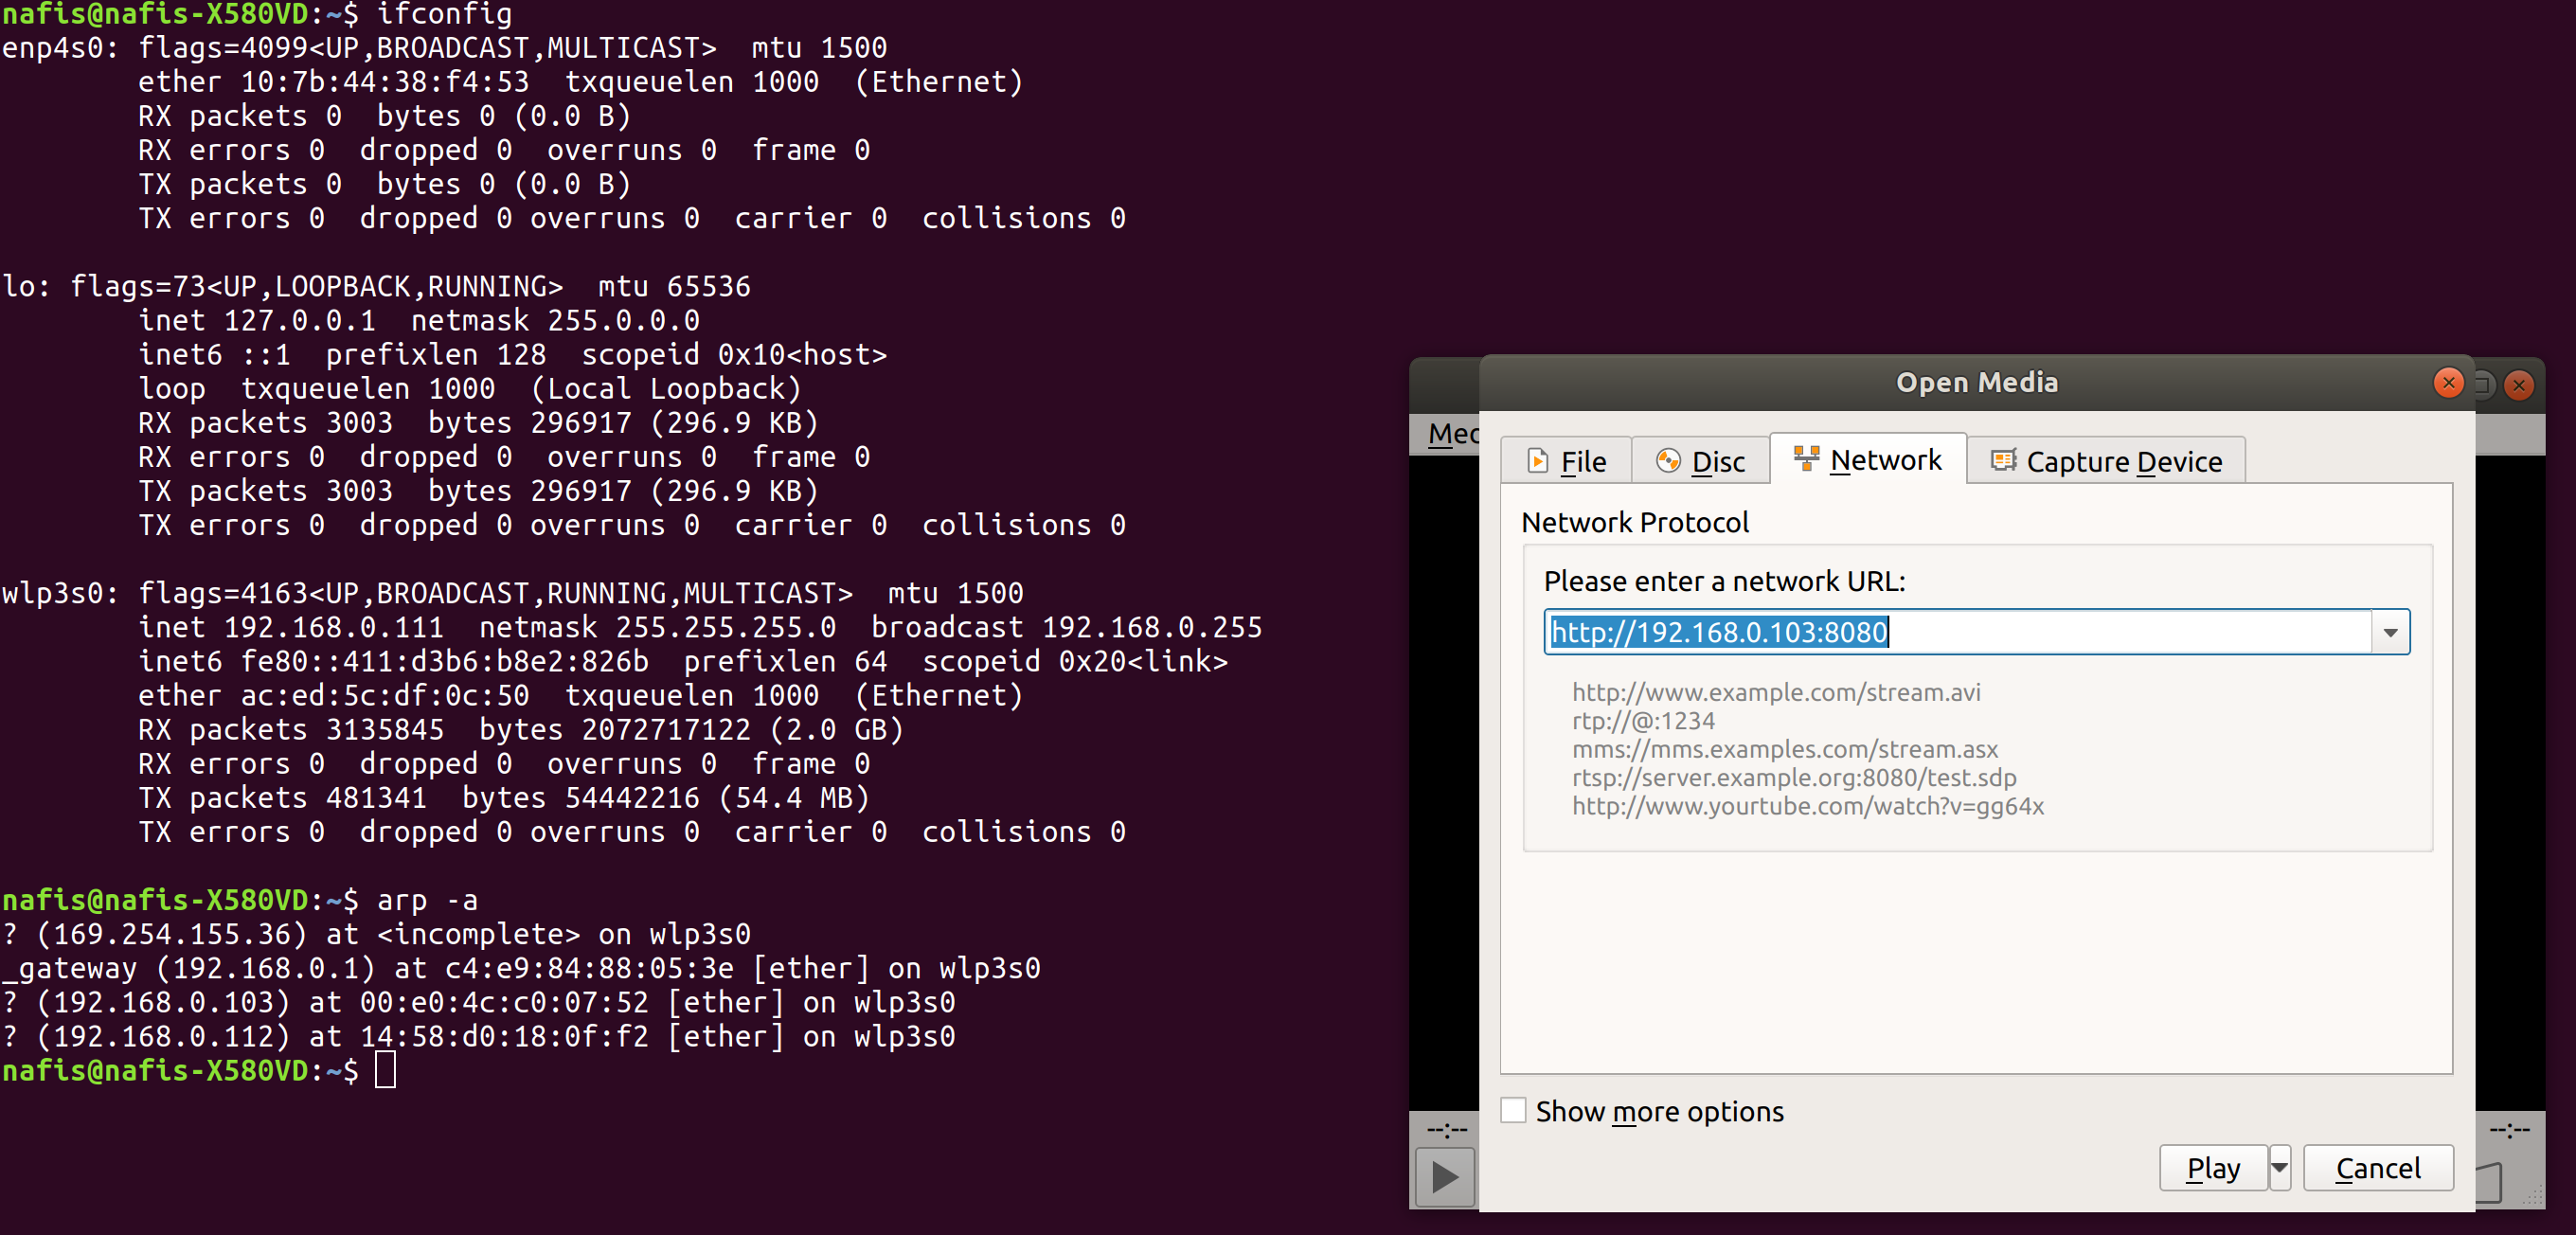 nafis@nafis-X580VD:~$ ifconfig
enp4s0: flags=4099<UP,BROADCAST,MULTICAST>  mtu 1500
        ether 10:7b:44:38:f4:53  txqueuelen 1000  (Ethernet)
        RX packets 0  bytes 0 (0.0 B)
        RX errors 0  dropped 0  overruns 0  frame 0
        TX packets 0  bytes 0 (0.0 B)
        TX errors 0  dropped 0 overruns 0  carrier 0  collisions 0

lo: flags=73<UP,LOOPBACK,RUNNING>  mtu 65536
        inet 127.0.0.1  netmask 255.0.0.0
        inet6 ::1  prefixlen 128  scopeid 0x10<host>
        loop  txqueuelen 1000  (Local Loopback)
        RX packets 3003  bytes 296917 (296.9 KB)
        RX errors 0  dropped 0  overruns 0  frame 0
        TX packets 3003  bytes 296917 (296.9 KB)
        TX errors 0  dropped 0 overruns 0  carrier 0  collisions 0

wlp3s0: flags=4163<UP,BROADCAST,RUNNING,MULTICAST>  mtu 1500
        inet 192.168.0.111  netmask 255.255.255.0  broadcast 192.168.0.255
        inet6 fe80::411:d3b6:b8e2:826b  prefixlen 64  scopeid 0x20<link>
        ether ac:ed:5c:df:0c:50  txqueuelen 1000  (Ethernet)
        RX packets 3135845  bytes 2072717122 (2.0 GB)
        RX errors 0  dropped 0  overruns 0  frame 0
        TX packets 481341  bytes 54442216 (54.4 MB)
        TX errors 0  dropped 0 overruns 0  carrier 0  collisions 0

nafis@nafis-X580VD:~$ arp -a
? (169.254.155.36) at <incomplete> on wlp3s0
_gateway (192.168.0.1) at c4:e9:84:88:05:3e [ether] on wlp3s0
? (192.168.0.103) at 00:e0:4c:c0:07:52 [ether] on wlp3s0
? (192.168.0.112) at 14:58:d0:18:0f:f2 [ether] on wlp3s0
nafis@nafis-X580VD:~$
Open Media
File Disc Network Capture Device
Network Protocol
Please enter a network URL:
http://192.168.0.103:8080
http://www.example.com/stream.avi
rtp://@:1234
mms://mms.examples.com/stream.asx
rtsp://server.example.org:8080/test.sdp
http://www.yourtube.com/watch?v=gg64x
Show more options
--:-- --:--
Play Cancel